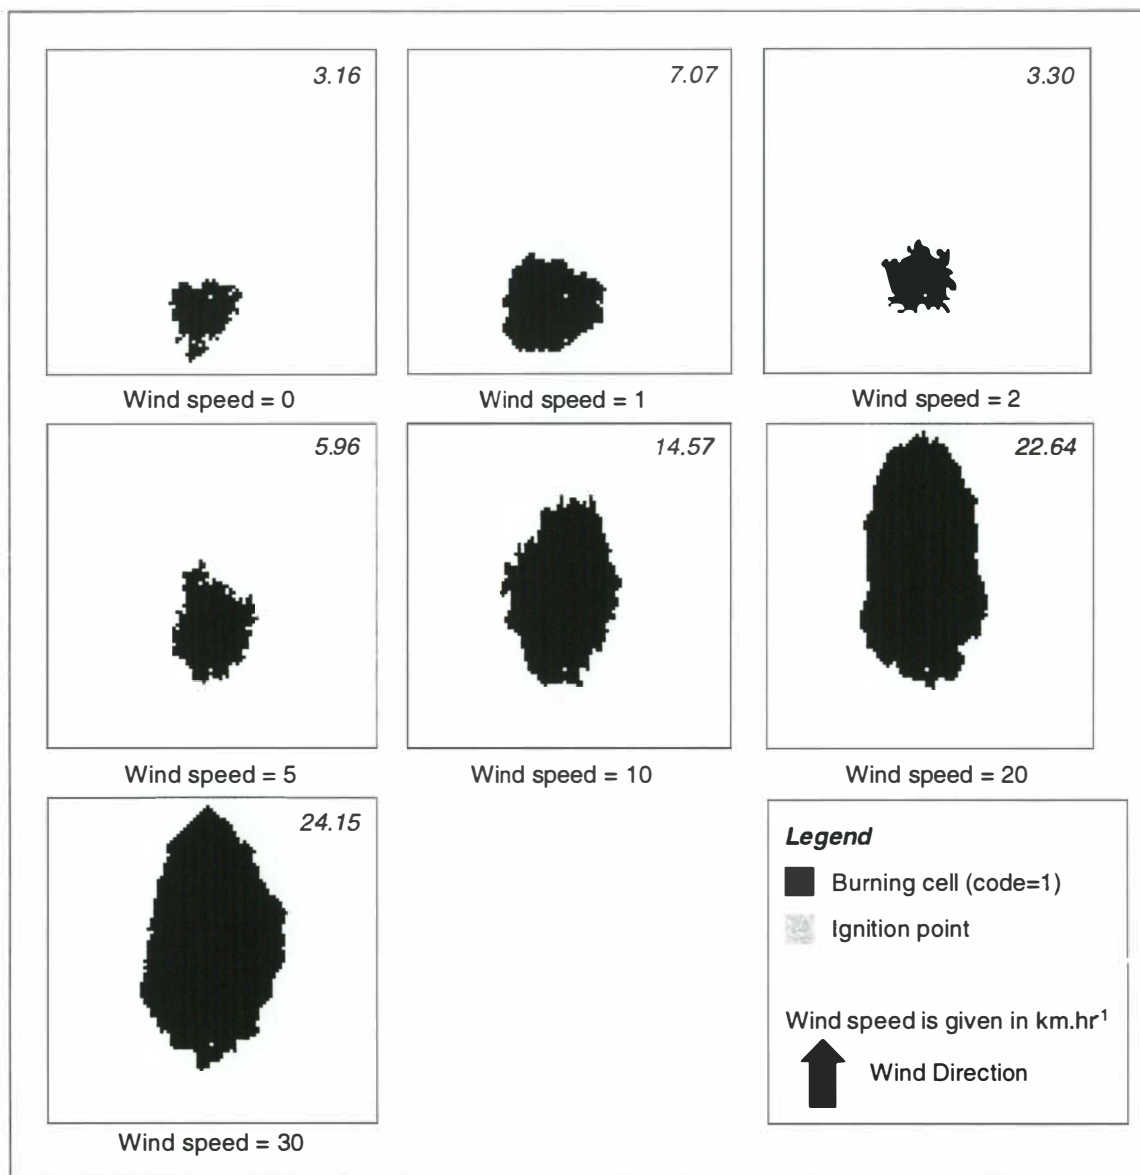 3.16
7.07
3.30
Wind speed = 0
Wind speed = 1
Wind speed = 2
5.96
14.57
22.64
Wind speed = 5
Wind speed = 10
Wind speed = 20
24.15
Wind speed = 30
Legend
Burning cell (code=1)
Ignition point
Wind speed is given in km.hr¹
Wind Direction